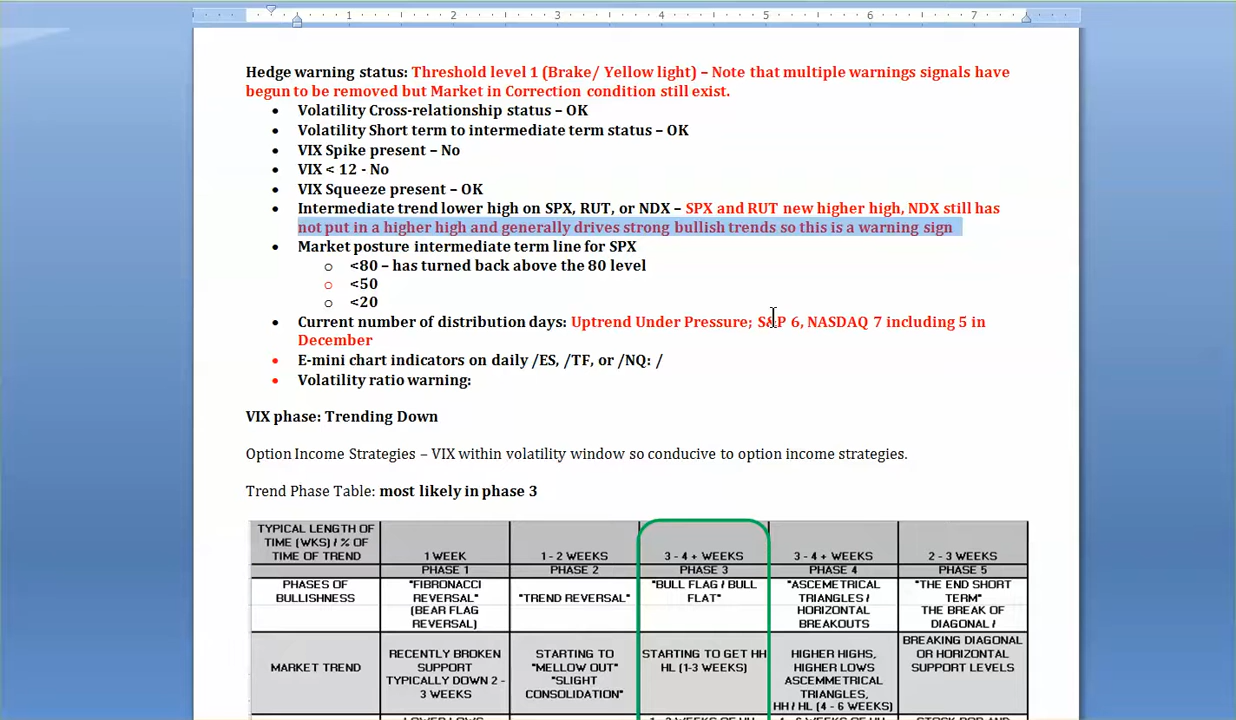 1 2 3 4 5 6 7
Hedge warning status: Threshold level 1 (Brake/ Yellow light) – Note that multiple warnings signals have
begun to be removed but Market in Correction condition still exist.
• Volatility Cross-relationship status – OK
• Volatility Short term to intermediate term status – OK
• VIX Spike present – No
• VIX < 12 - No
• VIX Squeeze present – OK
• Intermediate trend lower high on SPX, RUT, or NDX – SPX and RUT new higher high, NDX still has
not put in a higher high and generally drives strong bullish trends so this is a warning sign
• Market posture intermediate term line for SPX
o <80 – has turned back above the 80 level
o <50
o <20
• Current number of distribution days: Uptrend Under Pressure; S&P 6, NASDAQ 7 including 5 in
December
• E-mini chart indicators on daily /ES, /TF, or /NQ: /
• Volatility ratio warning:
VIX phase: Trending Down
Option Income Strategies – VIX within volatility window so conducive to option income strategies.
Trend Phase Table: most likely in phase 3
TYPICAL LENGTH OF
TIME (WKS) / % OF
TIME OF TREND 1 WEEK 1 - 2 WEEKS 3 - 4 + WEEKS 3 - 4 + WEEKS 2 - 3 WEEKS
PHASE 1 PHASE 2 PHASE 3 PHASE 4 PHASE 5
PHASES OF
BULLISHNESS
"FIBRONACCI
REVERSAL"
(BEAR FLAG
REVERSAL)
"TREND REVERSAL"
"BULL FLAG / BULL
FLAT"
"ASCEMETRICAL
TRIANGLES /
HORIZONTAL
BREAKOUTS
"THE END SHORT
TERM"
THE BREAK OF
DIAGONAL /
MARKET TREND
RECENTLY BROKEN
SUPPORT
TYPICALLY DOWN 2 -
3 WEEKS
STARTING TO
"MELLOW OUT"
"SLIGHT
CONSOLIDATION"
STARTING TO GET HH
HL (1-3 WEEKS)
HIGHER HIGHS,
HIGHER LOWS
ASCEMMETRICAL
TRIANGLES,
HH / HL (4 - 6 WEEKS)
BREAKING DIAGONAL
OR HORIZONTAL
SUPPORT LEVELS